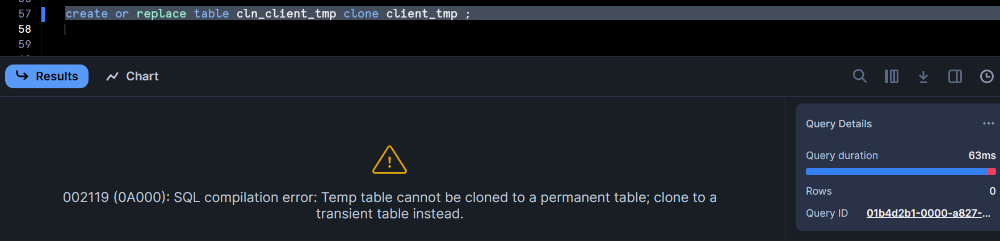 57 create or replace table cln_client_tmp clone client_tmp ;
58
59
Results
Chart
Query Details
Query duration 63ms
Rows 0
Query ID 01b4d2b1-0000-a827-...
002119 (0A000): SQL compilation error: Temp table cannot be cloned to a permanent table; clone to a
transient table instead.